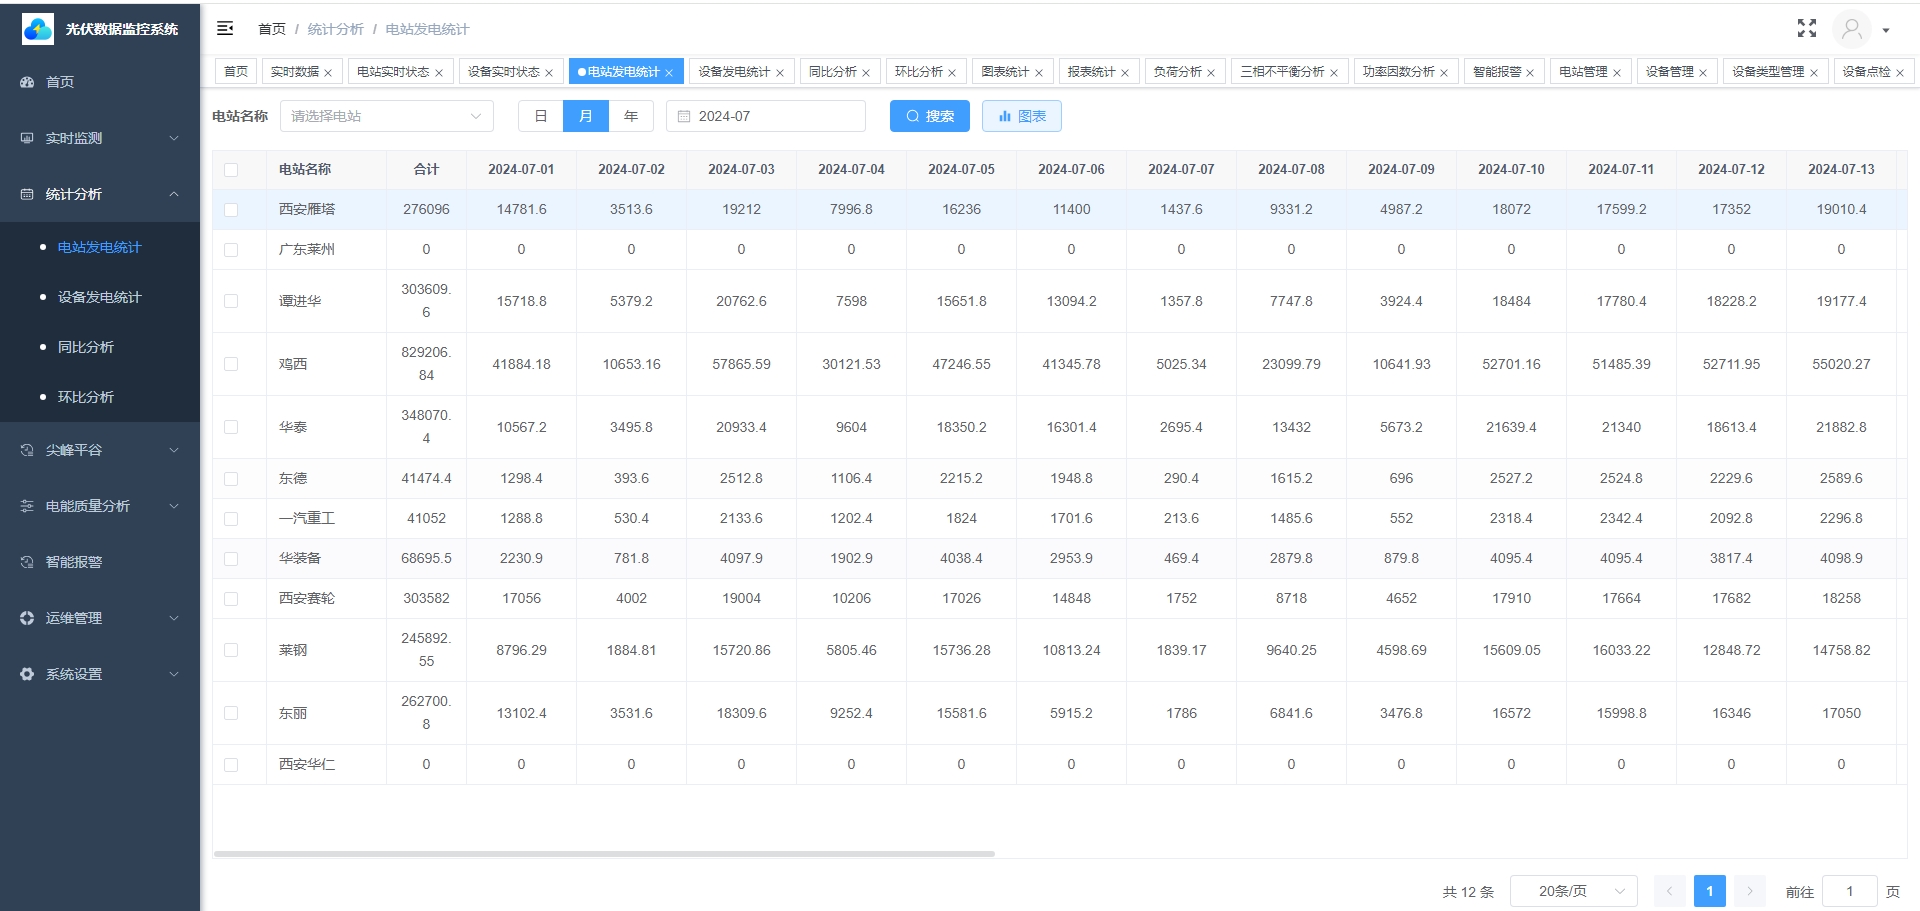 光伏数据监控系统
首页 / 统计分析 / 电站发电统计
首页
实时监测
统计分析
电站发电统计
设备发电统计
同比分析
环比分析
尖峰平谷
电能质量分析
智能报警
运维管理
系统设置
首页 实时数据 × 电站实时状态 × 设备实时状态 × 电站发电统计 × 设备发电统计 × 同比分析 × 环比分析 × 图表统计 × 报表统计 × 负荷分析 × 三相不平衡分析 × 功率因数分析 × 智能报警 × 电站管理 × 设备管理 × 设备类型管理 × 设备点检 ×
电站名称 请选择电站 日 月 年 2024-07 搜索 图表
电站名称 合计 2024-07-01 2024-07-02 2024-07-03 2024-07-04 2024-07-05 2024-07-06 2024-07-07 2024-07-08 2024-07-09 2024-07-10 2024-07-11 2024-07-12 2024-07-13
西安雁塔 276096 14781.6 3513.6 19212 7996.8 16236 11400 1437.6 9331.2 4987.2 18072 17599.2 17352 19010.4
广东莱州 0 0 0 0 0 0 0 0 0 0 0 0 0 0
谭进华 303609.6 15718.8 5379.2 20762.6 7598 15651.8 13094.2 1357.8 7747.8 3924.4 18484 17780.4 18228.2 19177.4
鸡西 829206.84 41884.18 10653.16 57865.59 30121.53 47246.55 41345.78 5025.34 23099.79 10641.93 52701.16 51485.39 52711.95 55020.27
华泰 348070.4 10567.2 3495.8 20933.4 9604 18350.2 16301.4 2695.4 13432 5673.2 21639.4 21340 18613.4 21882.8
东德 41474.4 1298.4 393.6 2512.8 1106.4 2215.2 1948.8 290.4 1615.2 696 2527.2 2524.8 2229.6 2589.6
一汽重工 41052 1288.8 530.4 2133.6 1202.4 1824 1701.6 213.6 1485.6 552 2318.4 2342.4 2092.8 2296.8
华装备 68695.5 2230.9 781.8 4097.9 1902.9 4038.4 2953.9 469.4 2879.8 879.8 4095.4 4095.4 3817.4 4098.9
西安赛轮 303582 17056 4002 19004 10206 17026 14848 1752 8718 4652 17910 17664 17682 18258
莱钢 245892.55 8796.29 1884.81 15720.86 5805.46 15736.28 10813.24 1839.17 9640.25 4598.69 15609.05 16033.22 12848.72 14758.82
东丽 262700.8 13102.4 3531.6 18309.6 9252.4 15581.6 5915.2 1786 6841.6 3476.8 16572 15998.8 16346 17050
西安华仁 0 0 0 0 0 0 0 0 0 0 0 0 0 0
共 12 条 20条/页 1 前往 1 页